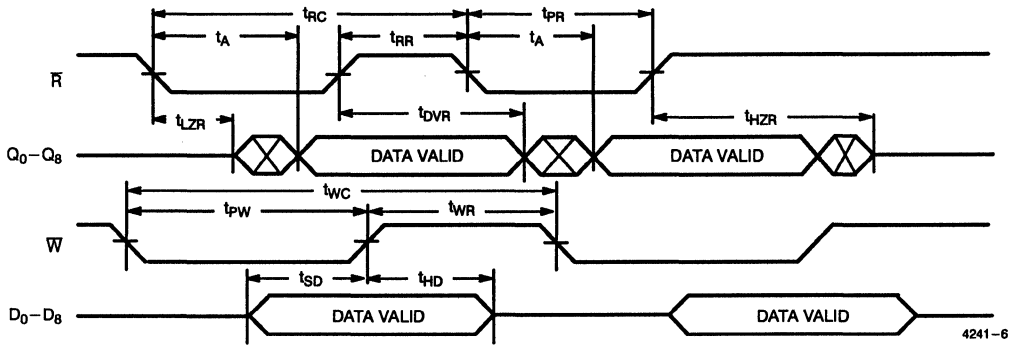 tRC tPR
tA tRR tA
R̅
tLZR tDVR tHZR
Q0–Q8 DATA VALID DATA VALID
tWC
tPW tWR
W̅
tSD tHD
D0–D8 DATA VALID DATA VALID
4241–6